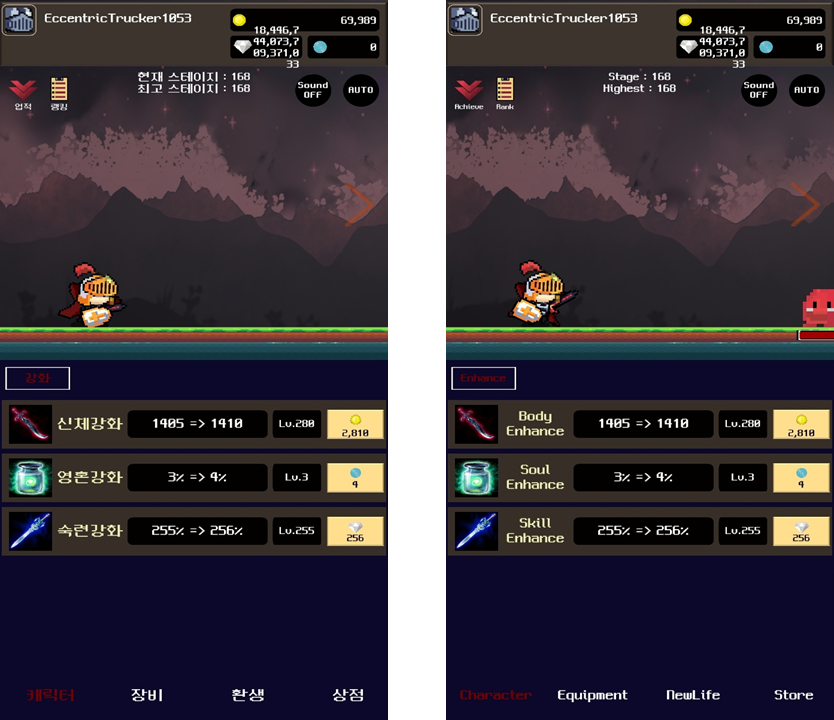 EccentricTrucker1053
69,989
18,446,7
44,073,7
09,371,0
33
0
현재 스테이지 : 168
최고 스테이지 : 168
Sound
OFF
AUTO
업적
랭킹
강화
신체강화
1405 => 1410
Lv.280
2,810
영혼강화
3% => 4%
Lv.3
4
숙련강화
255% => 256%
Lv.255
256
캐릭터
장비
환생
상점
EccentricTrucker1053
69,989
18,446,7
44,073,7
09,371,0
33
0
Stage : 168
Highest : 168
Sound
OFF
AUTO
Achieve
Rank
Enhance
Body
Enhance
1405 => 1410
Lv.280
2,810
Soul
Enhance
3% => 4%
Lv.3
4
Skill
Enhance
255% => 256%
Lv.255
256
Character
Equipment
NewLife
Store